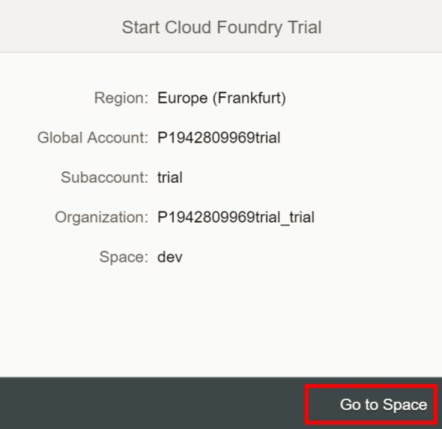 Start Cloud Foundry Trial
Region: Europe (Frankfurt)
Global Account: P1942809969trial
Subaccount: trial
Organization: P1942809969trial_trial
Space: dev
Go to Space